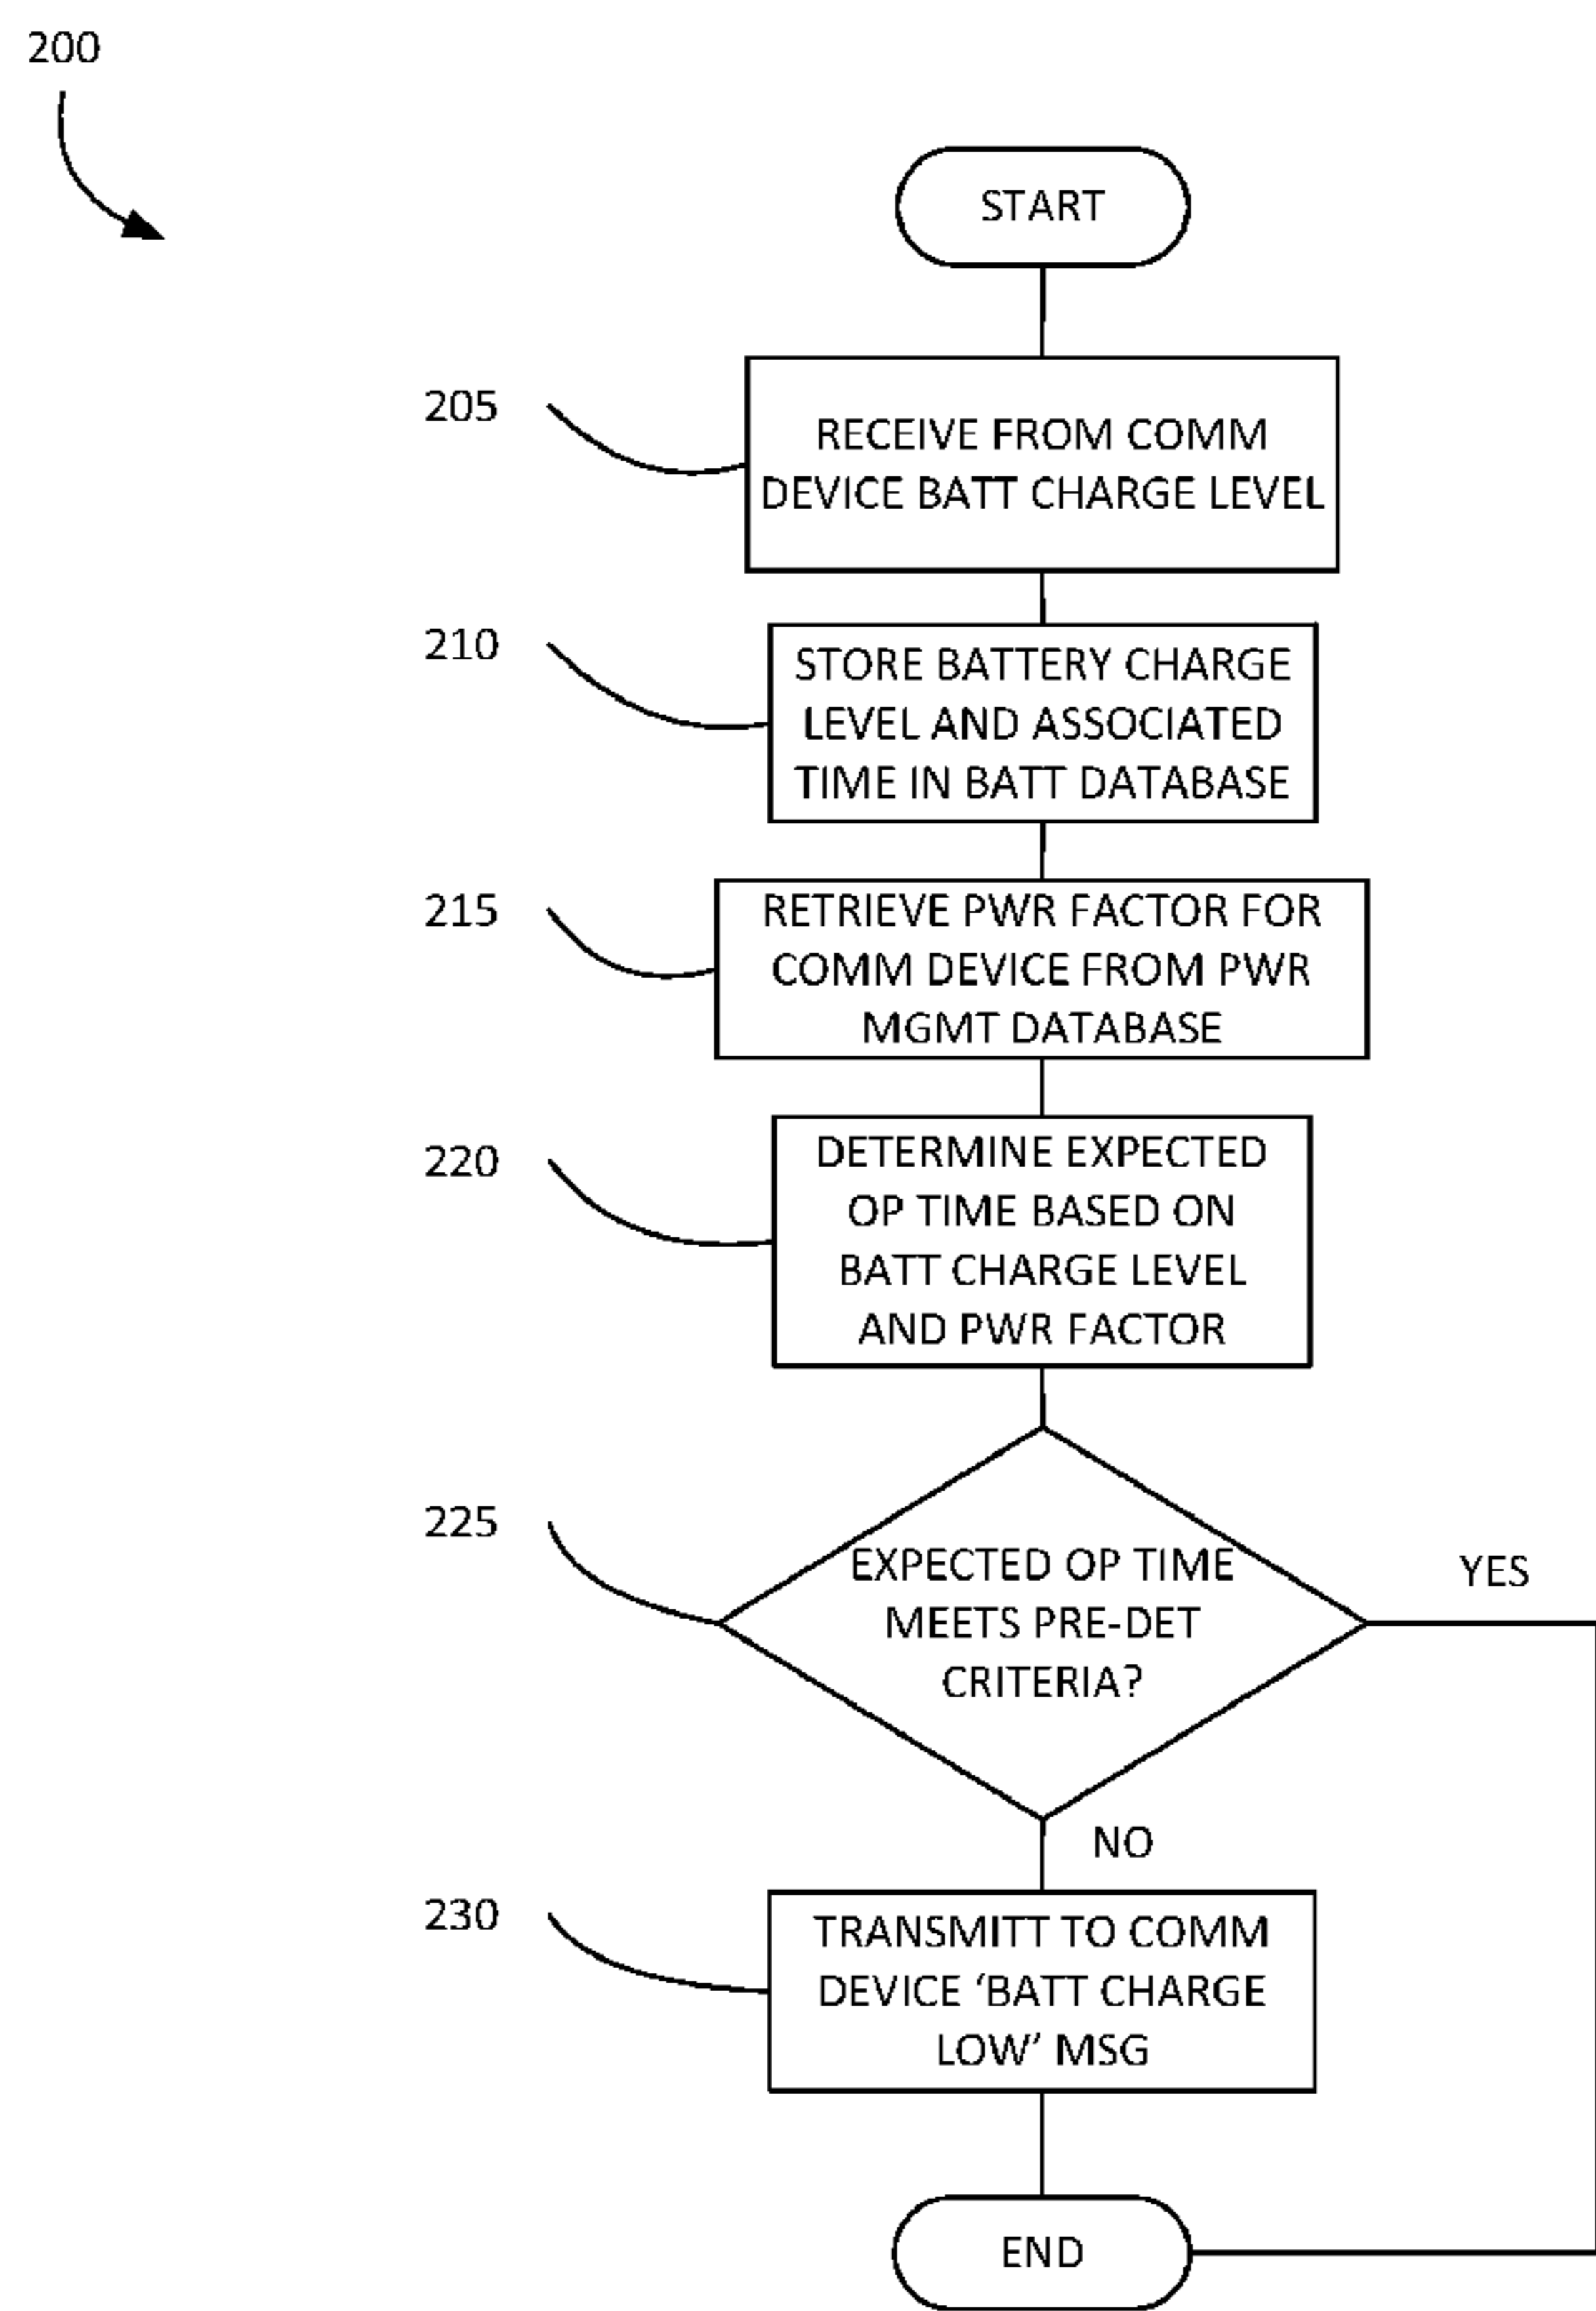 200
START
205
RECEIVE FROM COMM
DEVICE BATT CHARGE LEVEL
210
STORE BATTERY CHARGE
LEVEL AND ASSOCIATED
TIME IN BATT DATABASE
215
RETRIEVE PWR FACTOR FOR
COMM DEVICE FROM PWR
MGMT DATABASE
220
DETERMINE EXPECTED
OP TIME BASED ON
BATT CHARGE LEVEL
AND PWR FACTOR
225
EXPECTED OP TIME
MEETS PRE-DET
CRITERIA?
YES
NO
230
TRANSMITT TO COMM
DEVICE ‘BATT CHARGE
LOW’ MSG
END